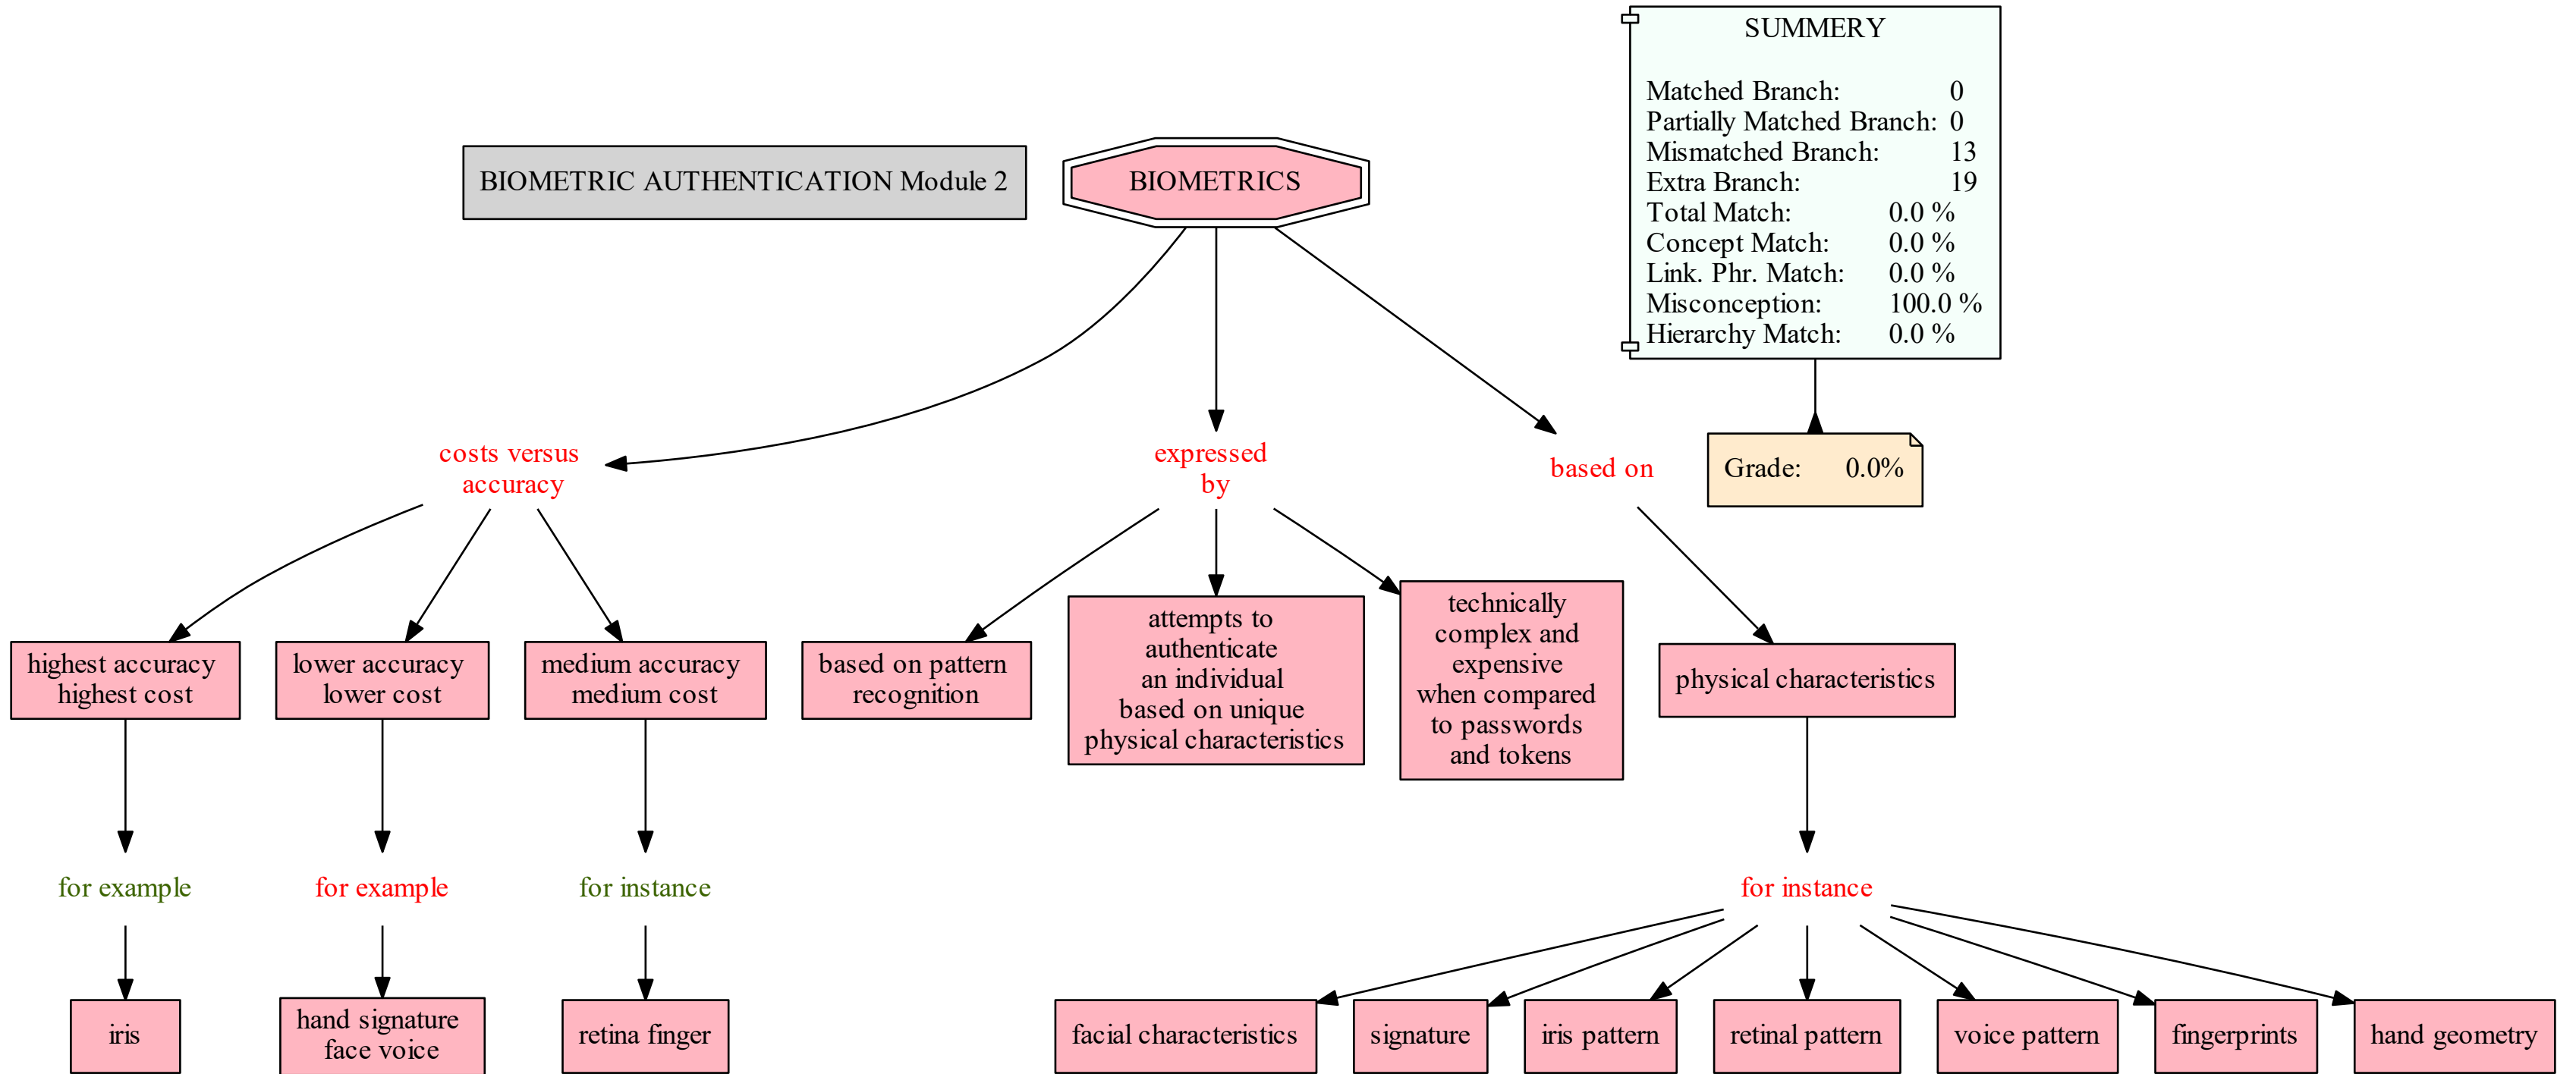 SUMMERY
Matched Branch: 0
Partially Matched Branch: 0
Mismatched Branch: 13
Extra Branch: 19
Total Match: 0.0 %
Concept Match: 0.0 %
Link. Phr. Match: 0.0 %
Misconception: 100.0 %
Hierarchy Match: 0.0 %
BIOMETRIC AUTHENTICATION Module 2
BIOMETRICS
costs versus
accuracy
expressed
by
based on
Grade: 0.0%
highest accuracy
highest cost
lower accuracy
lower cost
medium accuracy
medium cost
based on pattern
recognition
attempts to
authenticate
an individual
based on unique
physical characteristics
technically
complex and
expensive
when compared
to passwords
and tokens
physical characteristics
for example
for example
for instance
for instance
iris
hand signature
face voice
retina finger
facial characteristics
signature
iris pattern
retinal pattern
voice pattern
fingerprints
hand geometry